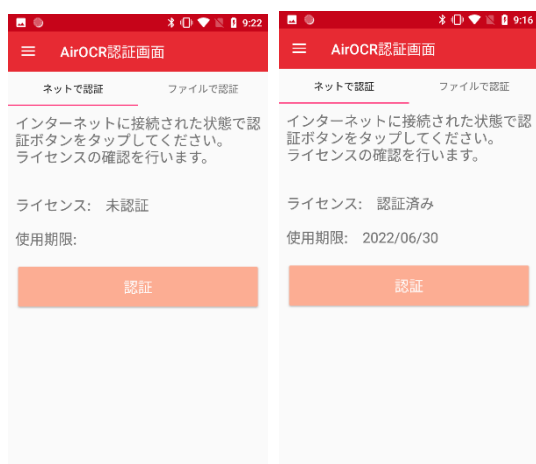 9:22
AirOCR認証画面
ネットで認証 ファイルで認証
インターネットに接続された状態で認
証ボタンをタップしてください。
ライセンスの確認を行います。
ライセンス: 未認証
使用期限:
認証
9:16
AirOCR認証画面
ネットで認証 ファイルで認証
インターネットに接続された状態で認
証ボタンをタップしてください。
ライセンスの確認を行います。
ライセンス: 認証済み
使用期限: 2022/06/30
認証